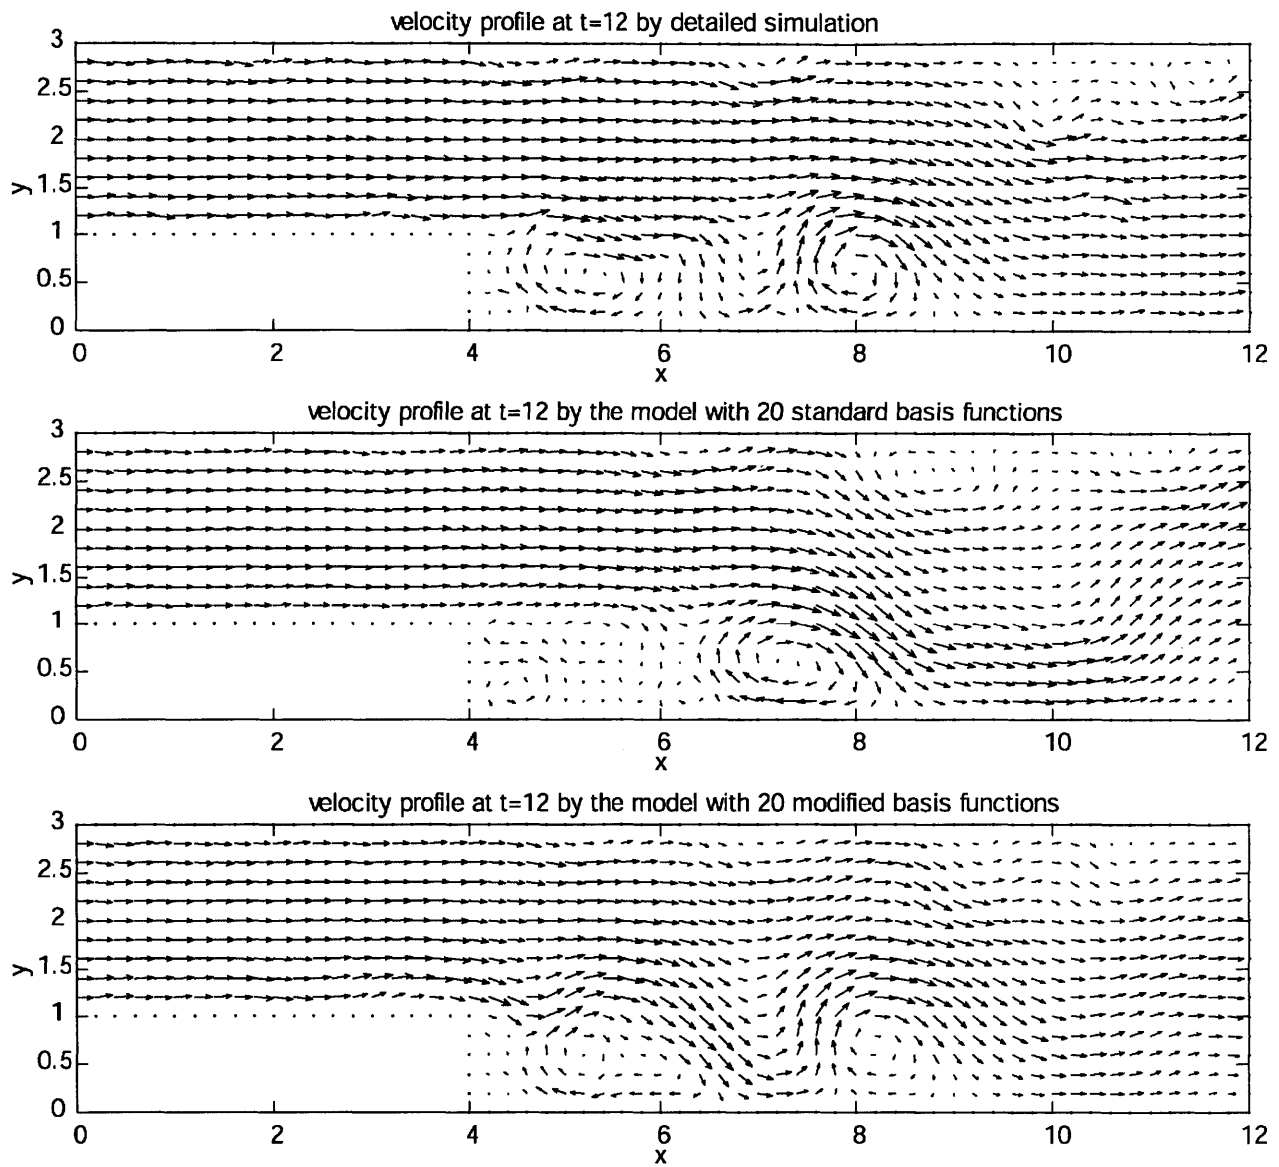 velocity profile at t=12 by detailed simulation
3
2.5
2
1.5
1
0.5
0
y
0 2 4 6 8 10 12
x
velocity profile at t=12 by the model with 20 standard basis functions
3
2.5
2
1.5
1
0.5
0
y
0 2 4 6 8 10 12
x
velocity profile at t=12 by the model with 20 modified basis functions
3
2.5
2
1.5
1
0.5
0
y
0 2 4 6 8 10 12
x